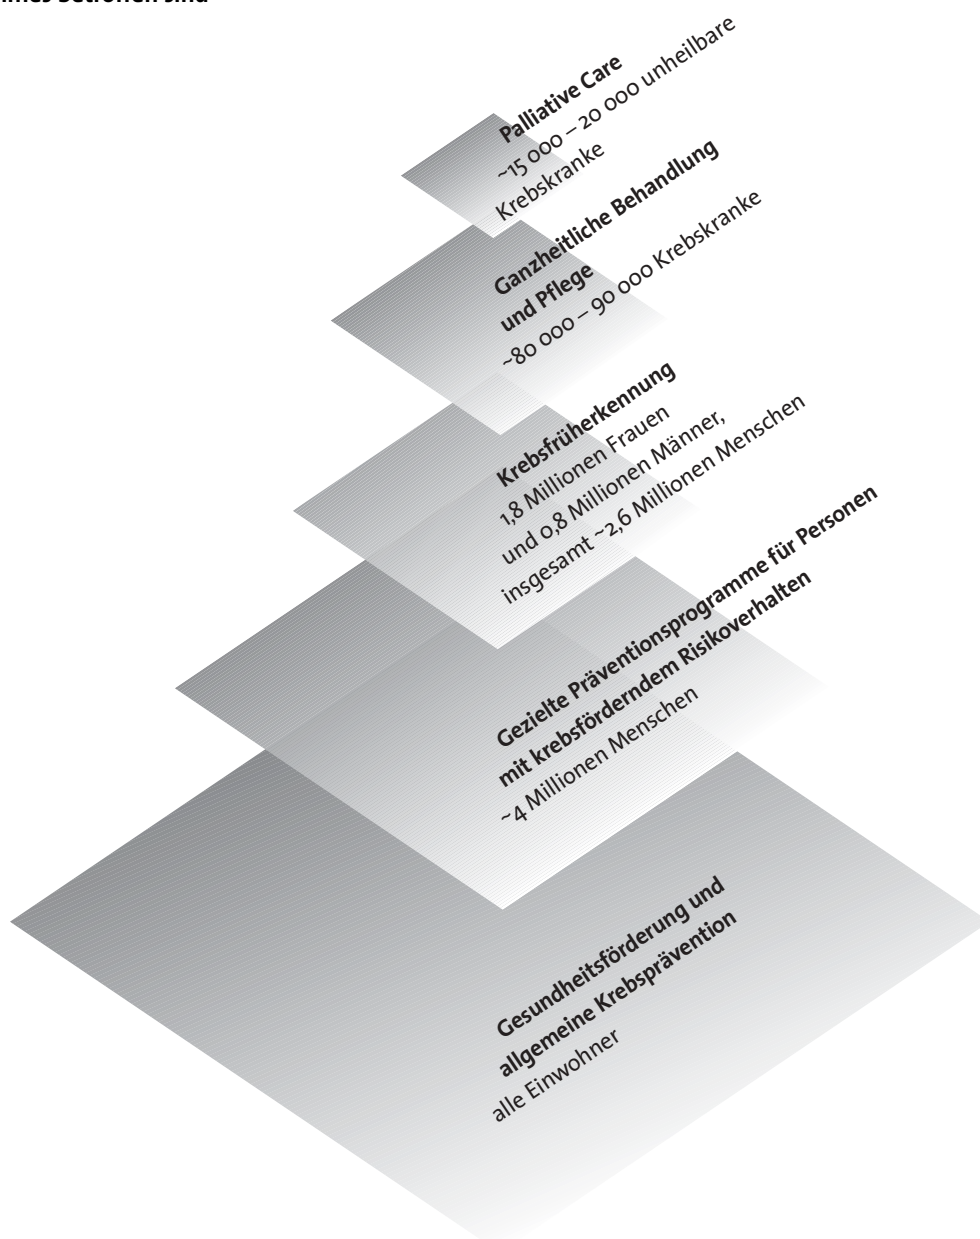 Palliative Care
~15 000 – 20 000 unheilbare
Krebskranke
Ganzheitliche Behandlung
und Pflege
~80 000 – 90 000 Krebskranke
Krebsfrüherkennung
1,8 Millionen Frauen
und 0,8 Millionen Männer,
insgesamt ~2,6 Millionen Menschen
Gezielte Präventionsprogramme für Personen
mit krebsförderndem Risikoverhalten
~4 Millionen Menschen
Gesundheitsförderung und
allgemeine Krebsprävention
alle Einwohner